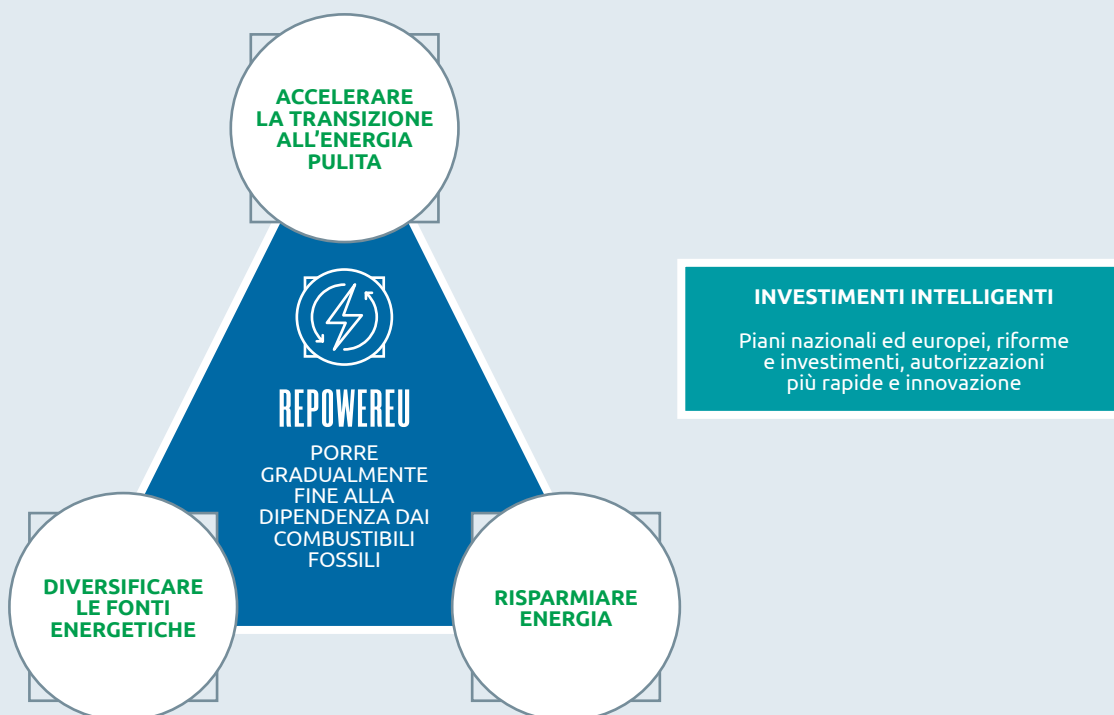 ACCELERARE
LA TRANSIZIONE
ALL'ENERGIA
PULITA
REPOWEREU
PORRE
GRADUALMENTE
FINE ALLA
DIPENDENZA DAI
COMBUSTIBILI
FOSSILI
DIVERSIFICARE
LE FONTI
ENERGETICHE
RISPARMIARE
ENERGIA
INVESTIMENTI INTELLIGENTI
Piani nazionali ed europei, riforme
e investimenti, autorizzazioni
più rapide e innovazione